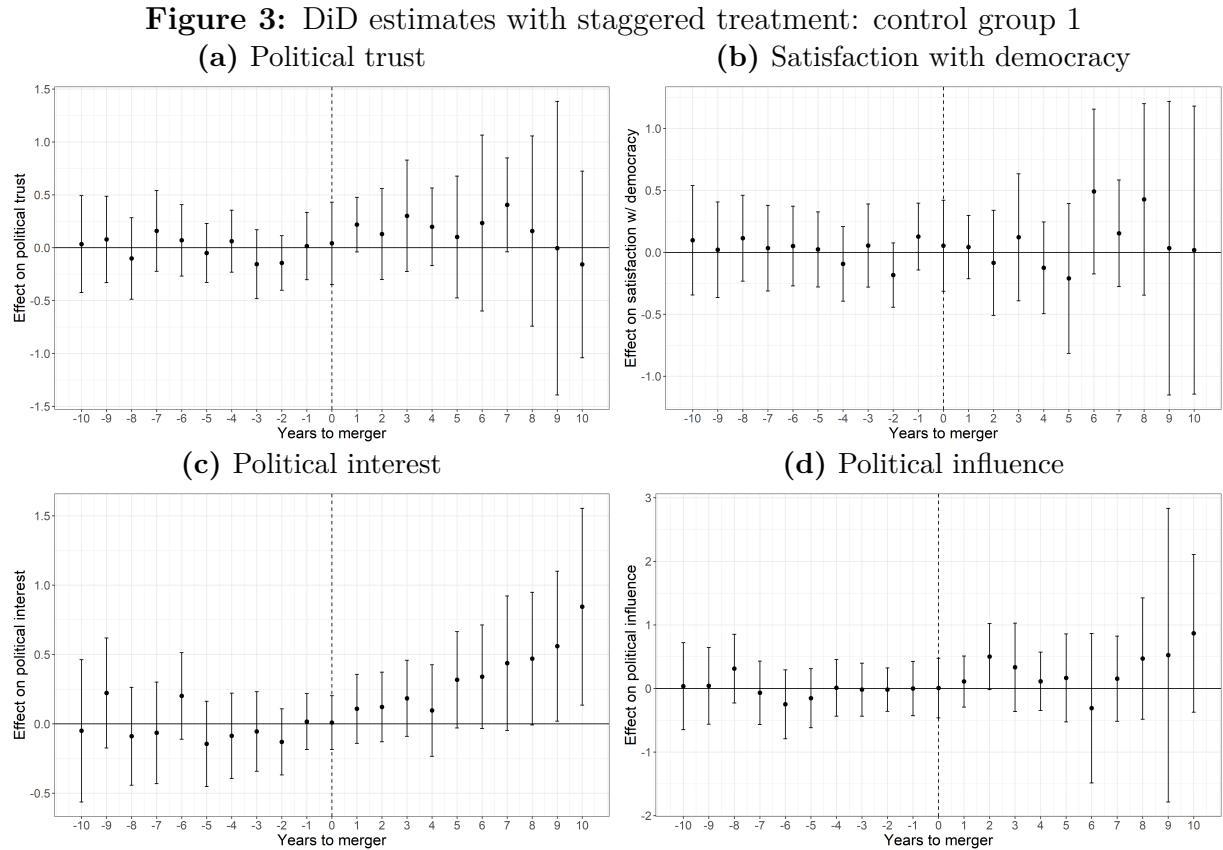 Figure 3: DiD estimates with staggered treatment: control group 1
(a) Political trust
(b) Satisfaction with democracy
Effect on political trust
1.5
1.0
0.5
0.0
-0.5
-1.0
-1.5
-10 -9 -8 -7 -6 -5 -4 -3 -2 -1 0 1 2 3 4 5 6 7 8 9 10
Years to merger
Effect on satisfaction w/ democracy
1.0
0.5
0.0
-0.5
-1.0
-10 -9 -8 -7 -6 -5 -4 -3 -2 -1 0 1 2 3 4 5 6 7 8 9 10
Years to merger
(c) Political interest
(d) Political influence
Effect on political interest
1.5
1.0
0.5
0.0
-0.5
-10 -9 -8 -7 -6 -5 -4 -3 -2 -1 0 1 2 3 4 5 6 7 8 9 10
Years to merger
Effect on political influence
3
2
1
0
-1
-2
-10 -9 -8 -7 -6 -5 -4 -3 -2 -1 0 1 2 3 4 5 6 7 8 9 10
Years to merger